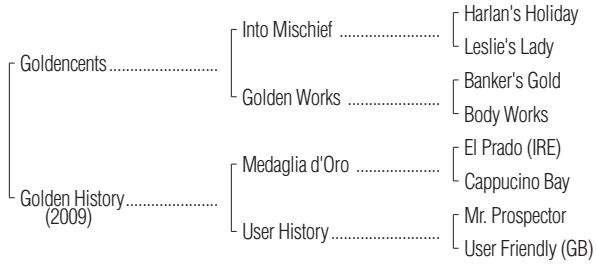 Harlan's Holiday
Into Mischief
Leslie's Lady
Goldencents
Banker's Gold
Golden Works
Body Works
El Prado (IRE)
Medaglia d'Oro
Cappucino Bay
Golden History
(2009)
Mr. Prospector
User History
User Friendly (GB)